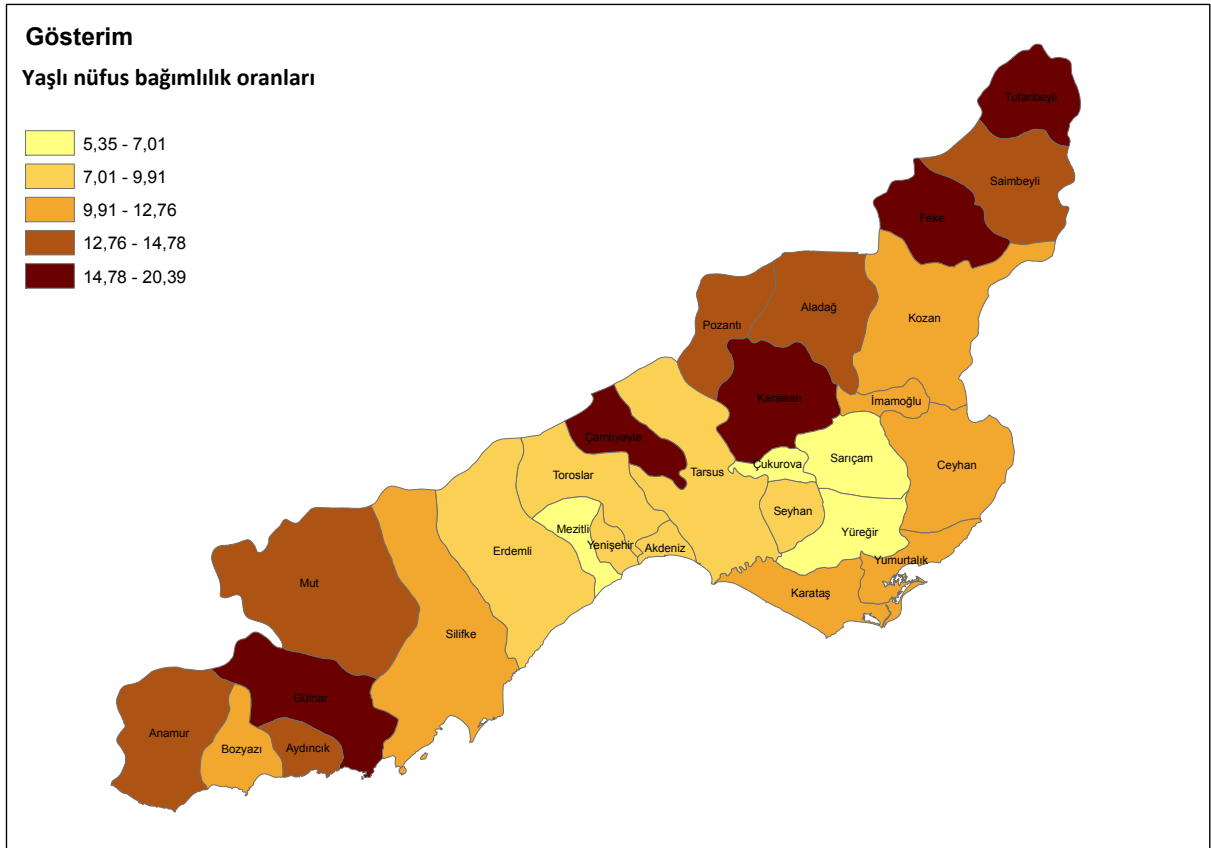 Gösterim
Yaşlı nüfus bağımlılık oranları
5,35 - 7,01
7,01 - 9,91
9,91 - 12,76
12,76 - 14,78
14,78 - 20,39
Tufanbeyli
Saimbeyli
Feke
Kozan
Aladağ
Pozantı
Karaisalı
İmamoğlu
Çamlıyayla
Çukurova
Sarıçam
Ceyhan
Tarsus
Toroslar
Seyhan
Mezitli
Yüreğir
Yenişehir
Akdeniz
Erdemli
Yumurtalık
Mut
Karataş
Silifke
Gülnar
Anamur
Bozyazı
Aydıncık